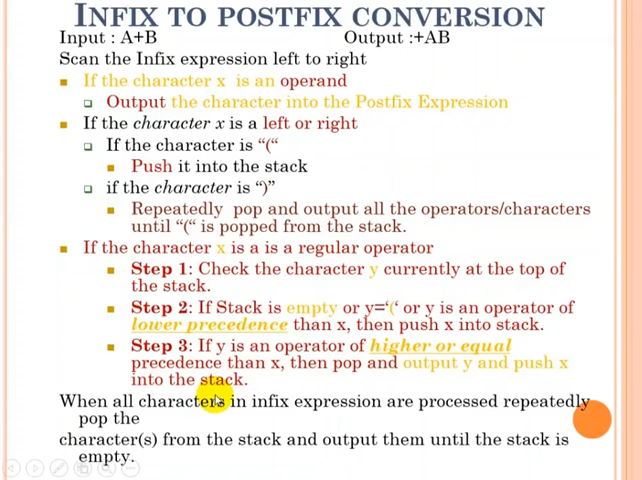 INFIX TO POSTFIX CONVERSION
Input : A+B Output :+AB
Scan the Infix expression left to right
If the character x is an operand
Output the character into the Postfix Expression
If the character x is a left or right
If the character is "("
Push it into the stack
if the character is ")"
Repeatedly pop and output all the operators/characters
until "(" is popped from the stack.
If the character x is a is a regular operator
Step 1: Check the character y currently at the top of
the stack.
Step 2: If Stack is empty or y='(' or y is an operator of
lower precedence than x, then push x into stack.
Step 3: If y is an operator of higher or equal
precedence than x, then pop and output y and push x
into the stack.
When all characters in infix expression are processed repeatedly
pop the
character(s) from the stack and output them until the stack is
empty.